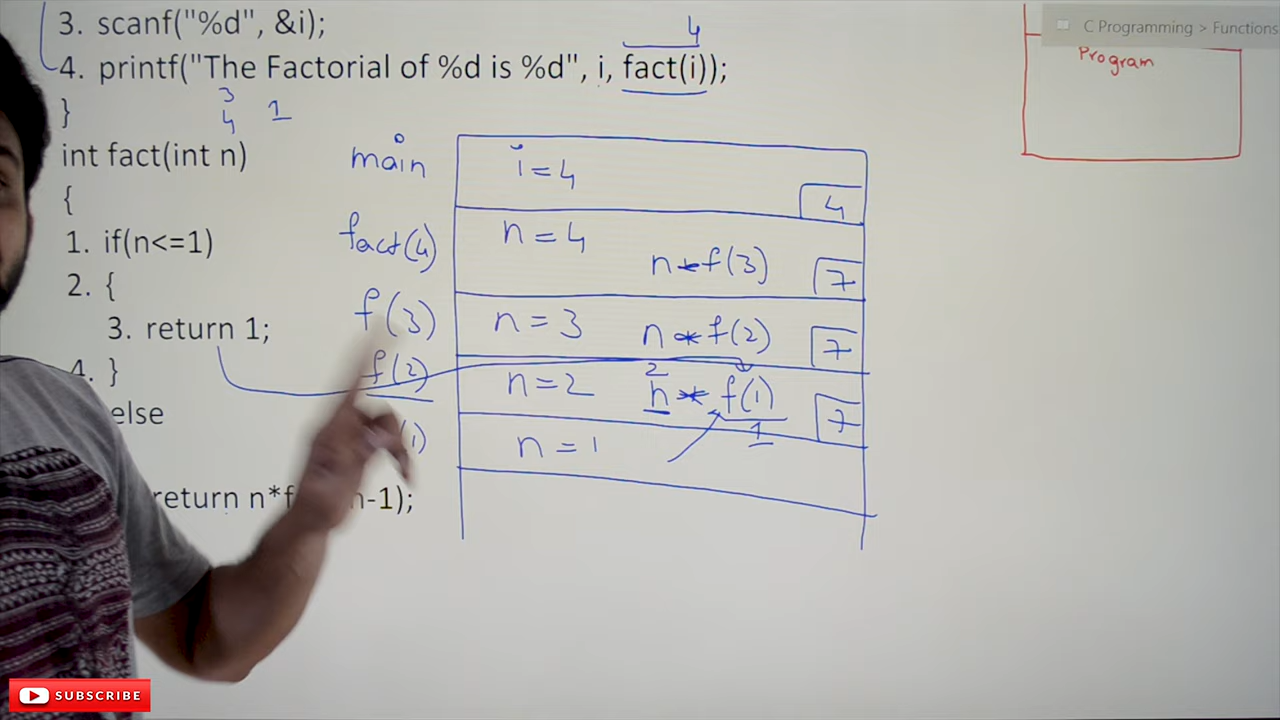 3. scanf("%d", &i);
4
4. printf("The Factorial of %d is %d", i, fact(i));
3
4 1
}
int fact(int n)
{
1. if(n<=1)
2. {
3. return 1;
4. }
else
return n*f n-1);
main i=4 4
fact(4) n=4 n*f(3) 7
f(3) n=3 n*f(2) 7
f(2) n=2 2 n*f(1) 1 7
(1) n=1
C Programming > Functions
Program
SUBSCRIBE